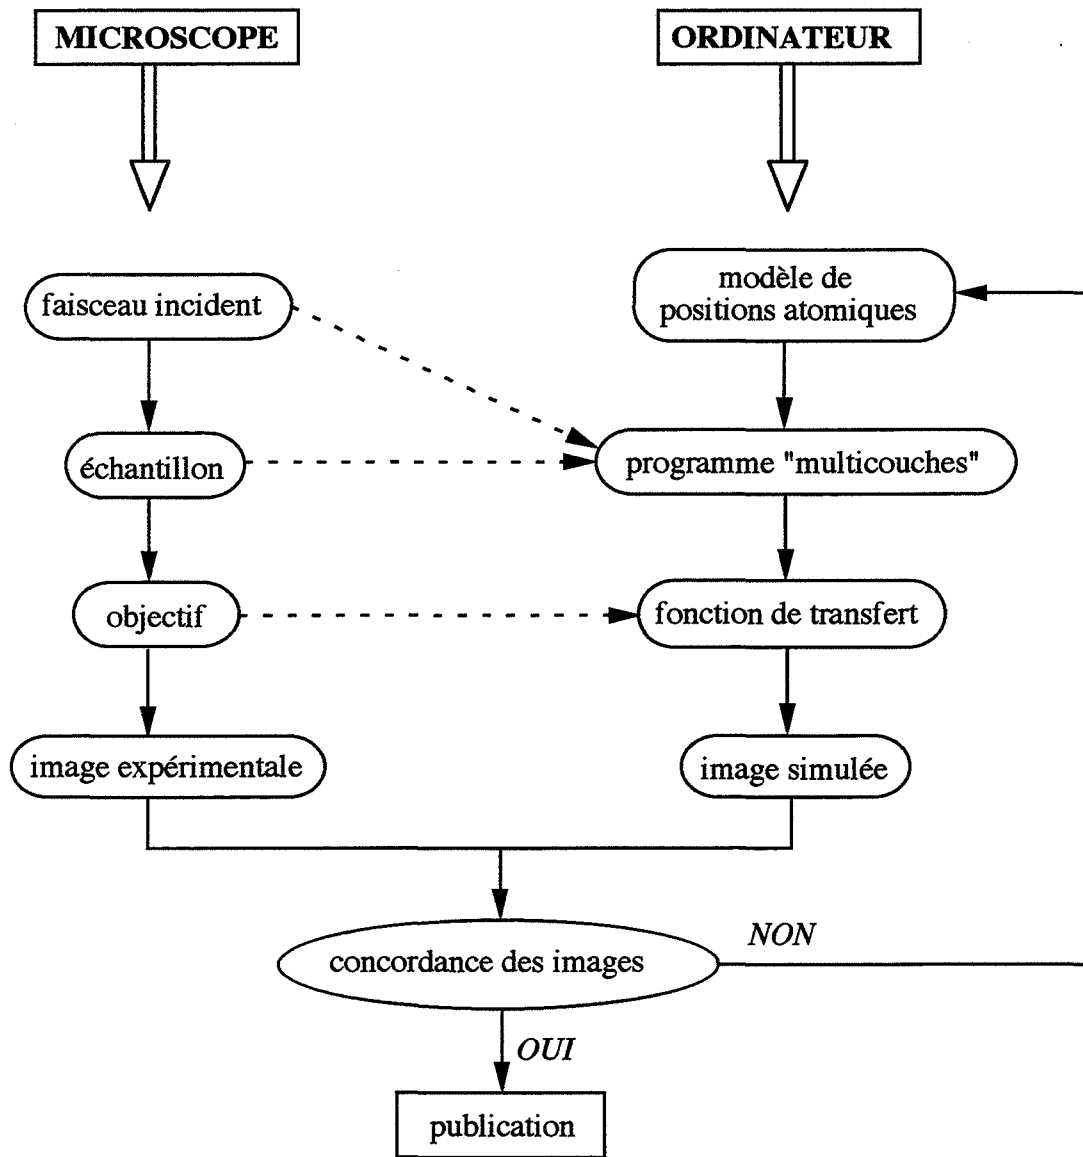 MICROSCOPE
ORDINATEUR
faisceau incident
modèle de
positions atomiques
échantillon
programme "multicouches"
objectif
fonction de transfert
image expérimentale
image simulée
concordance des images
NON
OUI
publication